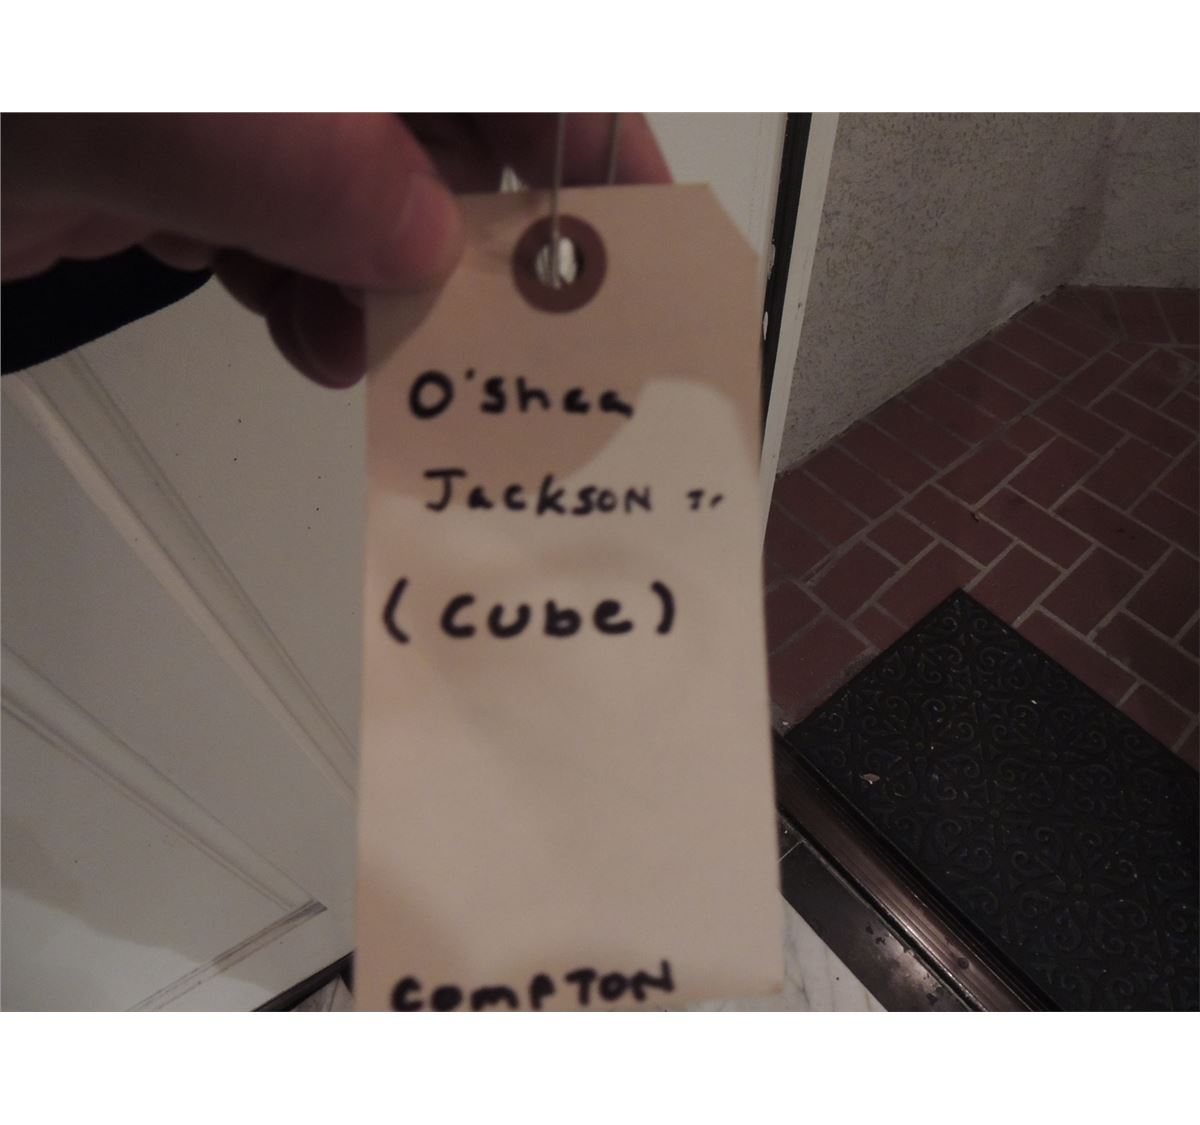 O'Shea
Jackson Jr
(Cube)
COMPTON